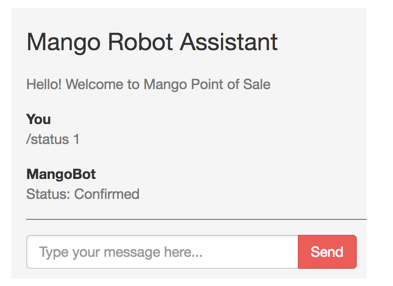 Mango Robot Assistant
Hello! Welcome to Mango Point of Sale
You
/status 1
MangoBot
Status: Confirmed
Type your message here...
Send